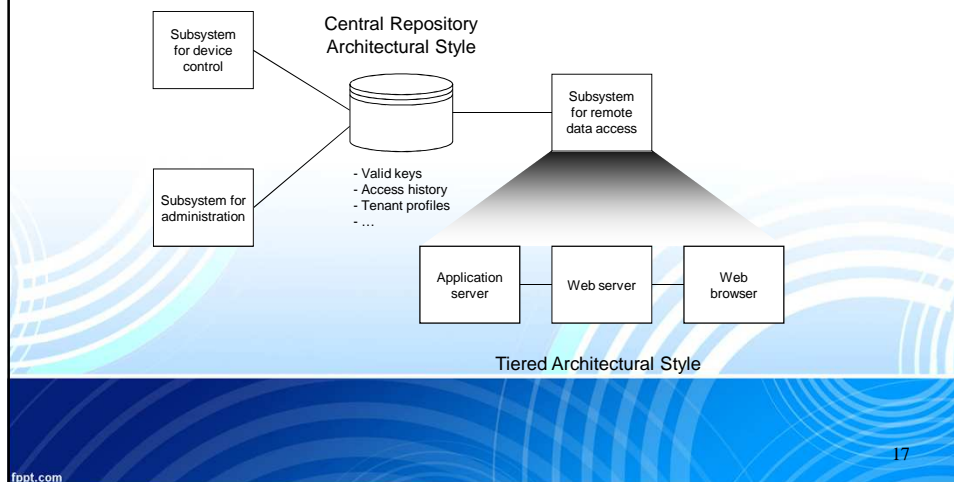 Central Repository
Architectural Style
Subsystem
for device
control
Subsystem
for remote
data access
Subsystem for
administration
- Valid keys
- Access history
- Tenant profiles
- …
Application
server
Web server
Web
browser
Tiered Architectural Style
17
fppt.com